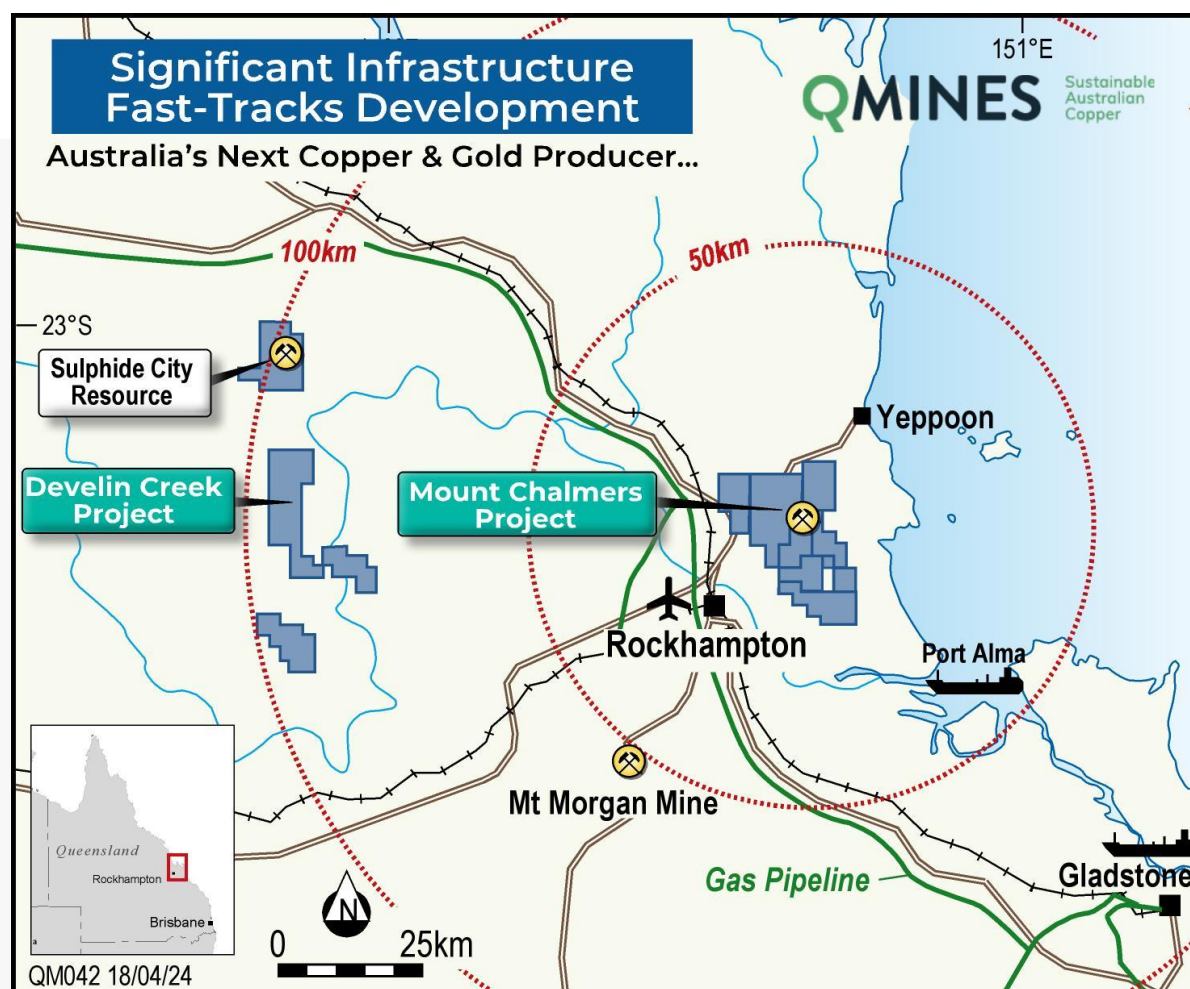 Significant Infrastructure
Fast-Tracks Development
Australia's Next Copper & Gold Producer...
151°E
QMINES
Sustainable
Australian
Copper
100km
50km
23°S
Sulphide City
Resource
Yeppoon
Develin Creek
Project
Mount Chalmers
Project
Rockhampton
Port Alma
Mt Morgan Mine
Queensland
Rockhampton
Brisbane
Gas Pipeline
Gladstone
N
0 25km
QM042 18/04/24